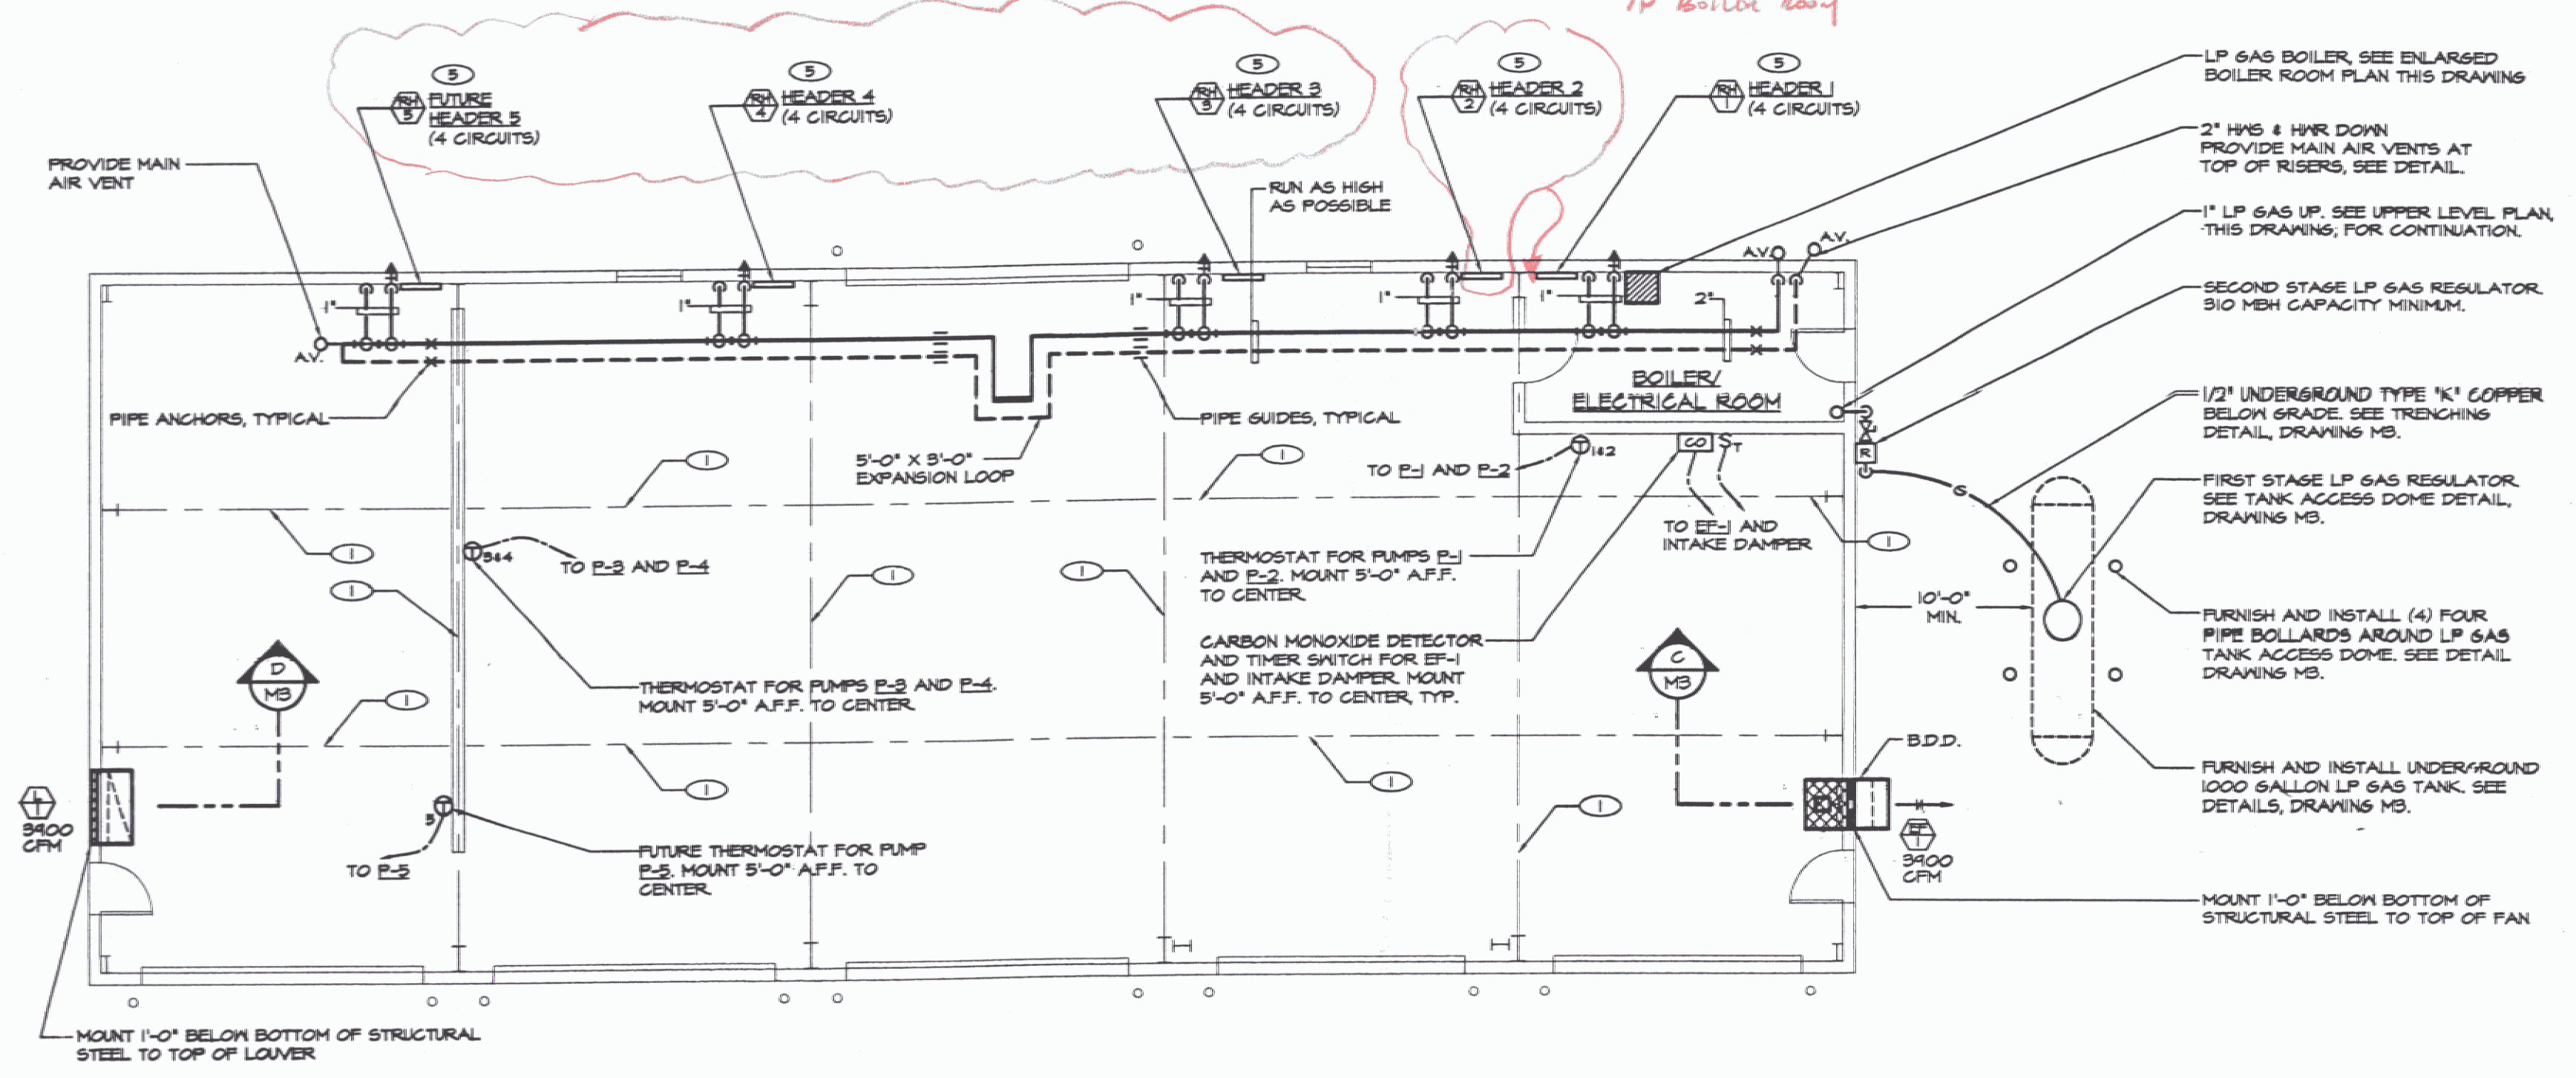 IN BOILER ROOM
5
FUTURE
HEADER 5
(4 CIRCUITS)
RH
5
5
HEADER 4
(4 CIRCUITS)
RH
4
5
HEADER 3
(4 CIRCUITS)
RH
3
5
HEADER 2
(4 CIRCUITS)
RH
2
5
HEADER 1
(4 CIRCUITS)
RH
1
LP GAS BOILER, SEE ENLARGED
BOILER ROOM PLAN THIS DRAWING
2" HWS & HWR DOWN
PROVIDE MAIN AIR VENTS AT
TOP OF RISERS, SEE DETAIL.
1" LP GAS UP. SEE UPPER LEVEL PLAN,
THIS DRAWING, FOR CONTINUATION.
SECOND STAGE LP GAS REGULATOR.
310 MBH CAPACITY MINIMUM.
1/2" UNDERGROUND TYPE "K" COPPER
BELOW GRADE. SEE TRENCHING
DETAIL, DRAWING M3.
FIRST STAGE LP GAS REGULATOR
SEE TANK ACCESS DOME DETAIL,
DRAWING M3.
FURNISH AND INSTALL (4) FOUR
PIPE BOLLARDS AROUND LP GAS
TANK ACCESS DOME. SEE DETAIL
DRAWING M3.
FURNISH AND INSTALL UNDERGROUND
1000 GALLON LP GAS TANK. SEE
DETAILS, DRAWING M3.
MOUNT 1'-0" BELOW BOTTOM OF
STRUCTURAL STEEL TO TOP OF FAN
PROVIDE MAIN
AIR VENT
RUN AS HIGH
AS POSSIBLE
A.V.
A.V.
A.V.
1"
1"
1"
1"
1"
2"
PIPE ANCHORS, TYPICAL
5'-0" X 3'-0"
EXPANSION LOOP
PIPE GUIDES, TYPICAL
BOILER/
ELECTRICAL ROOM
TO P-1 AND P-2
T
1&2
CO
ST
R
G
TO EF-1 AND
INTAKE DAMPER
1
1
1
1
1
1
1
1
1
1
1
1
T
3&4
TO P-3 AND P-4
THERMOSTAT FOR PUMPS P-1
AND P-2. MOUNT 5'-0" A.F.F.
TO CENTER
CARBON MONOXIDE DETECTOR
AND TIMER SWITCH FOR EF-1
AND INTAKE DAMPER. MOUNT
5'-0" A.F.F. TO CENTER, TYP.
THERMOSTAT FOR PUMPS P-3 AND P-4.
MOUNT 5'-0" A.F.F. TO CENTER
D
M3
C
M3
10'-0"
MIN.
B.D.D.
L
1
3900
CFM
EF
1
3900
CFM
T
5
TO P-5
FUTURE THERMOSTAT FOR PUMP
P-5. MOUNT 5'-0" A.F.F. TO
CENTER
MOUNT 1'-0" BELOW BOTTOM OF STRUCTURAL
STEEL TO TOP OF LOUVER